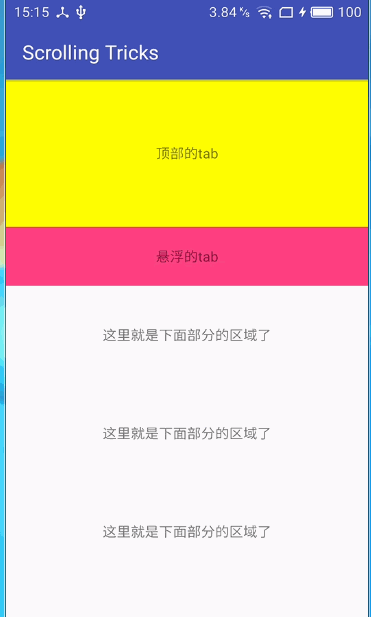 15:15 3.84 K/s 100
Scrolling Tricks
顶部的tab
悬浮的tab
这里就是下面部分的区域了
这里就是下面部分的区域了
这里就是下面部分的区域了